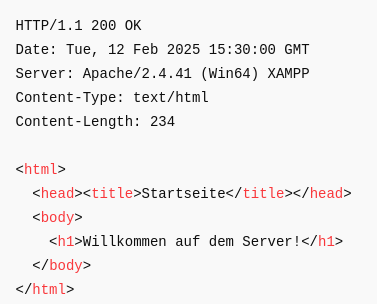 HTTP/1.1 200 OK
Date: Tue, 12 Feb 2025 15:30:00 GMT
Server: Apache/2.4.41 (Win64) XAMPP
Content-Type: text/html
Content-Length: 234

<html>
  <head><title>Startseite</title></head>
  <body>
    <h1>Willkommen auf dem Server!</h1>
  </body>
</html>